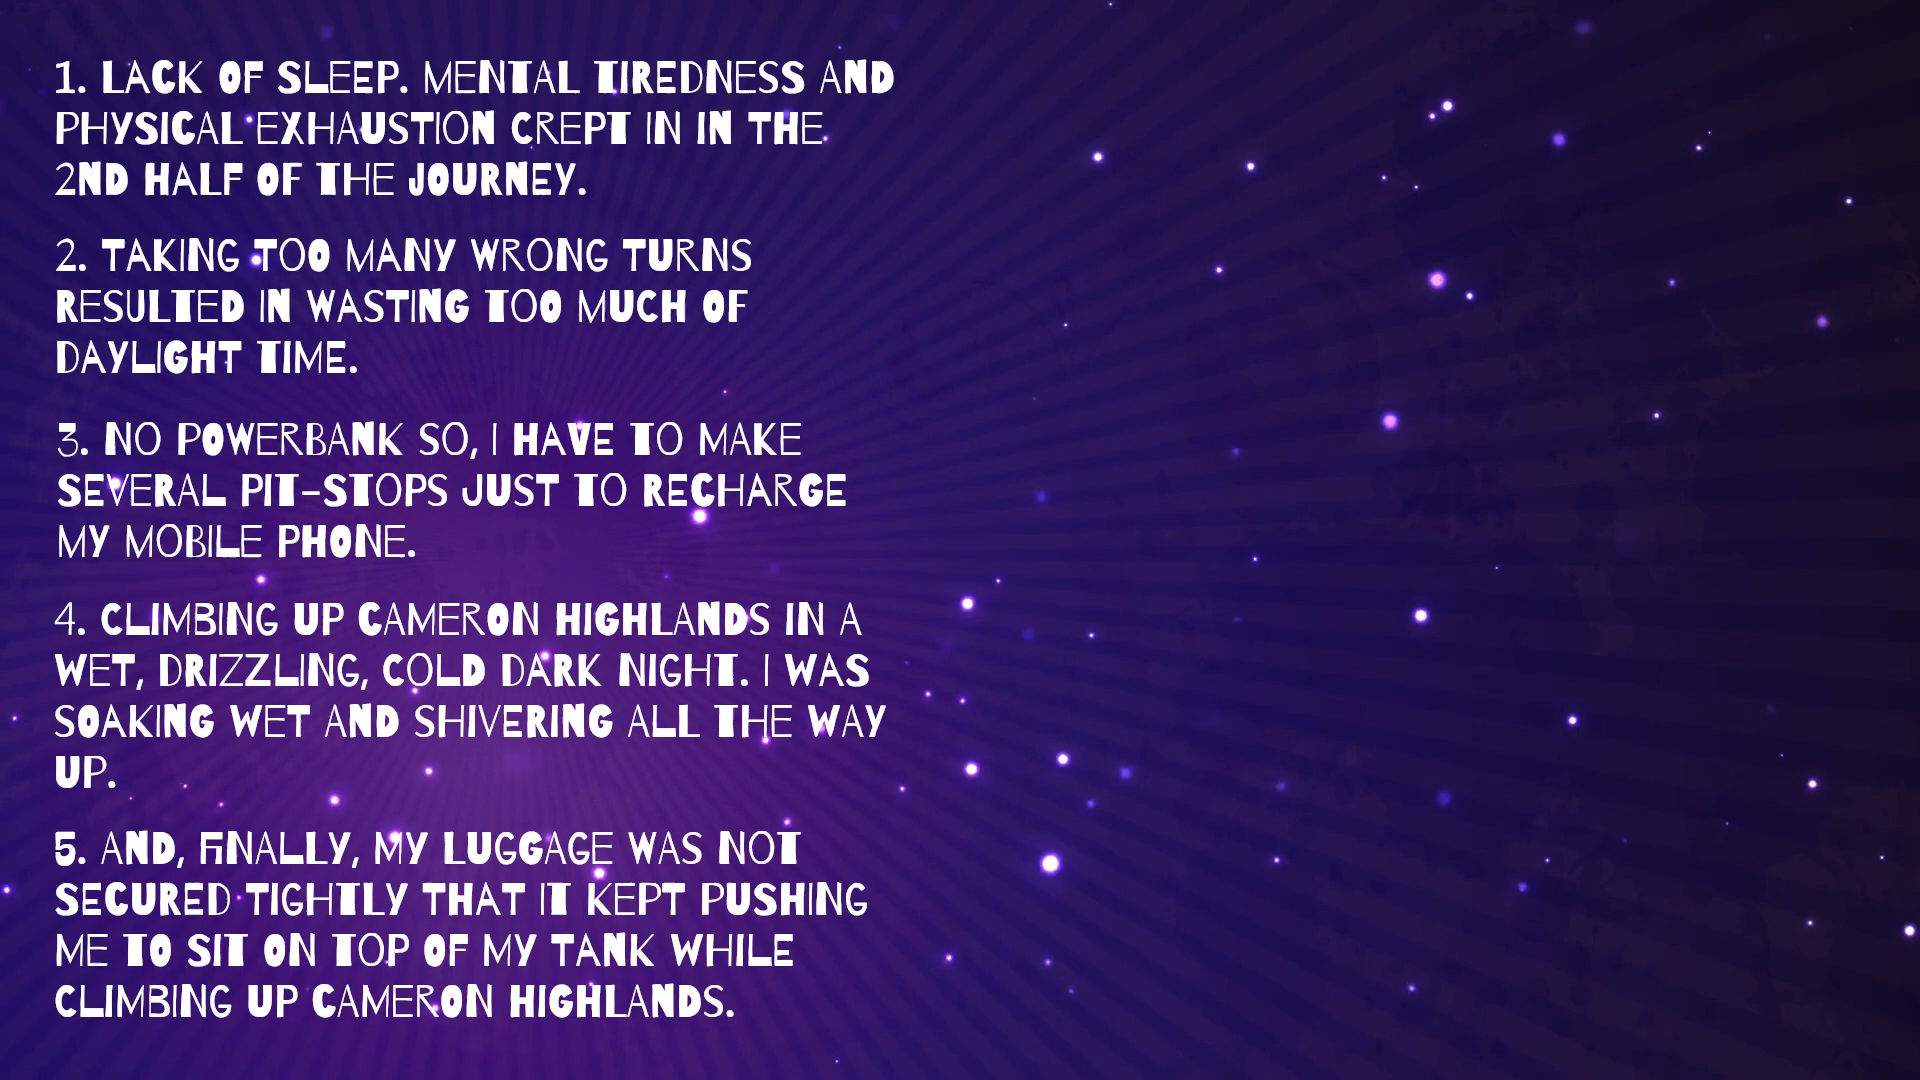 1. LACK OF SLEEP. MENTAL TIREDNESS AND
PHYSICAL EXHAUSTION CREPT IN IN THE
2ND HALF OF THE JOURNEY.
2. TAKING TOO MANY WRONG TURNS
RESULTED IN WASTING TOO MUCH OF
DAYLIGHT TIME.
3. NO POWERBANK SO, I HAVE TO MAKE
SEVERAL PIT-STOPS JUST TO RECHARGE
MY MOBILE PHONE.
4. CLIMBING UP CAMERON HIGHLANDS IN A
WET, DRIZZLING, COLD DARK NIGHT. I WAS
SOAKING WET AND SHIVERING ALL THE WAY
UP.
5. AND, FINALLY, MY LUGGAGE WAS NOT
SECURED TIGHTLY THAT IT KEPT PUSHING
ME TO SIT ON TOP OF MY TANK WHILE
CLIMBING UP CAMERON HIGHLANDS.